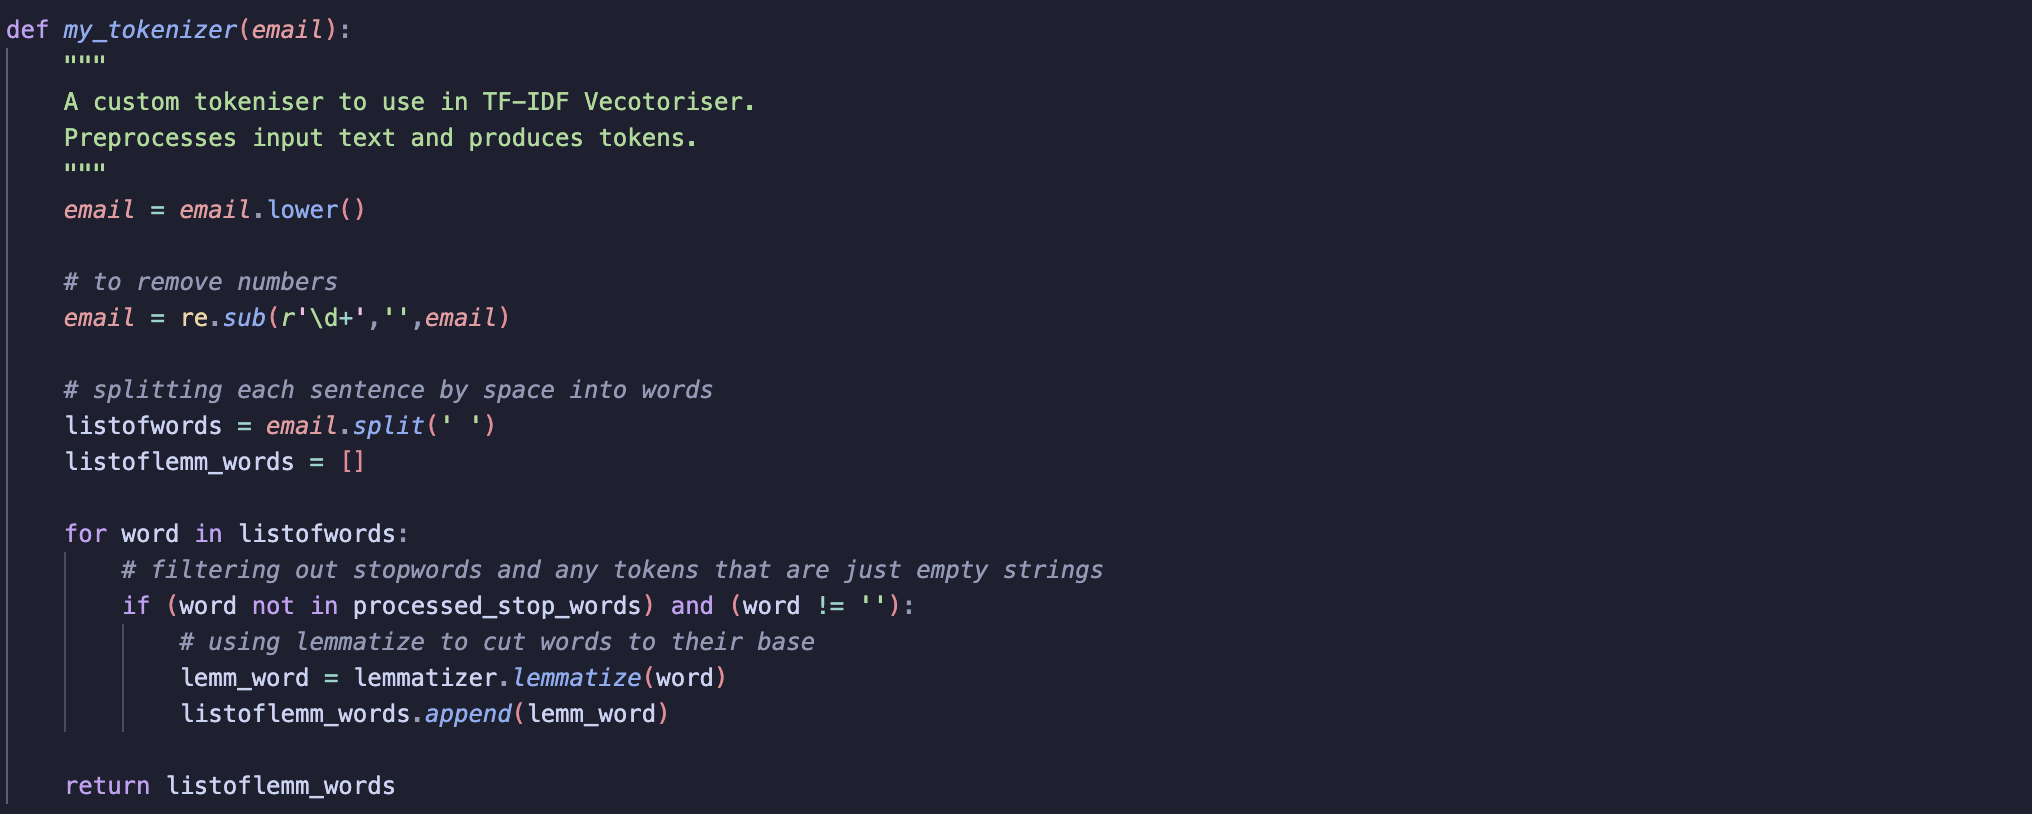 def my_tokenizer(email):
    """
    A custom tokeniser to use in TF-IDF Vecotoriser.
    Preprocesses input text and produces tokens.
    """
    email = email.lower()

    # to remove numbers
    email = re.sub(r'\d+','',email)

    # splitting each sentence by space into words
    listofwords = email.split(' ')
    listoflemm_words = []

    for word in listofwords:
        # filtering out stopwords and any tokens that are just empty strings
        if (word not in processed_stop_words) and (word != ''):
            # using lemmatize to cut words to their base
            lemm_word = lemmatizer.lemmatize(word)
            listoflemm_words.append(lemm_word)

    return listoflemm_words